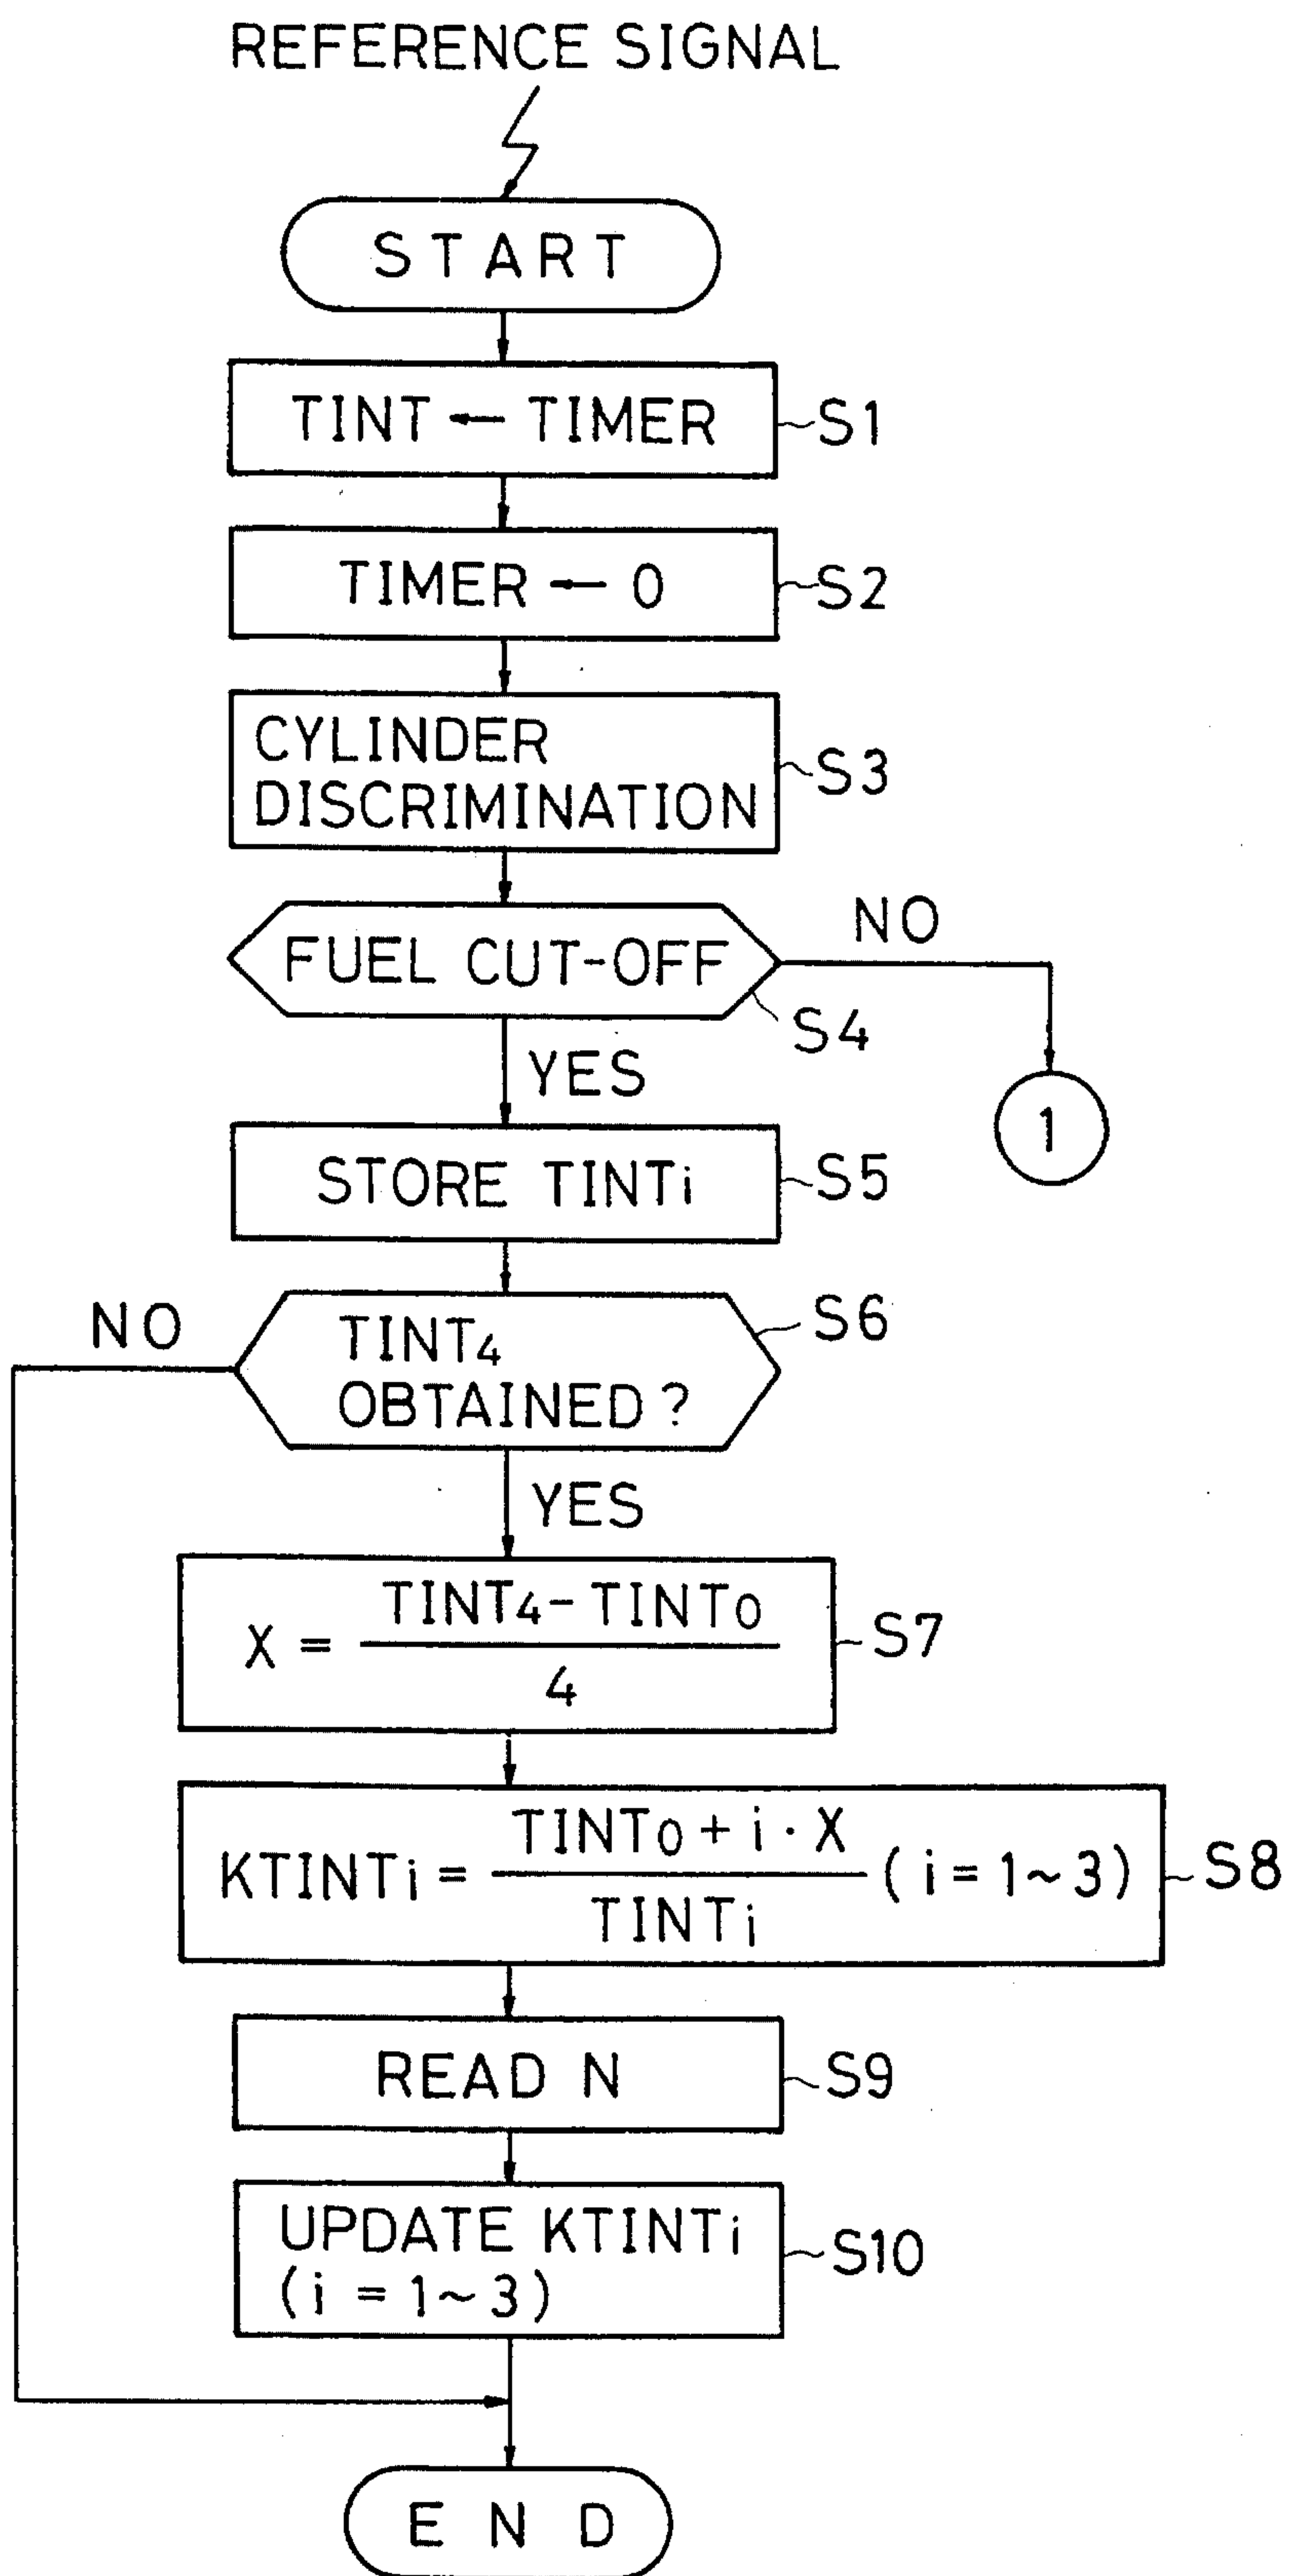 REFERENCE SIGNAL
START
TINT ← TIMER
S1
TIMER ← 0
S2
CYLINDER
DISCRIMINATION
S3
FUEL CUT-OFF
NO
S4
YES
1
STORE TINTi
S5
NO
TINT4
OBTAINED?
S6
YES
X = (TINT4 - TINT0) / 4
S7
KTINTi = (TINT0 + i · X) / TINTi (i = 1~3)
S8
READ N
S9
UPDATE KTINTi
(i = 1~3)
S10
END